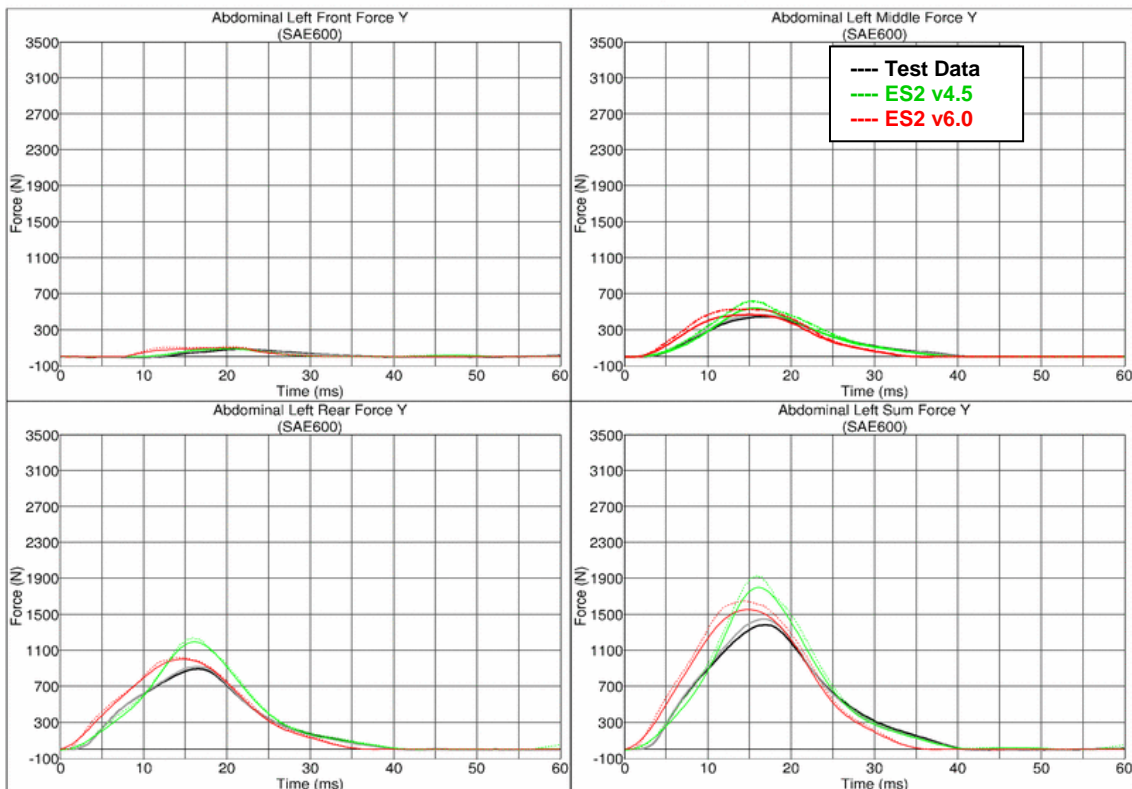 Abdominal Left Front Force Y
(SAE600)
3500
3100
2700
2300
1900
1500
1100
700
300
-100
Force (N)
0 10 20 30 40 50 60
Time (ms)
Abdominal Left Middle Force Y
(SAE600)
---- Test Data
---- ES2 v4.5
---- ES2 v6.0
3500
3100
2700
2300
1900
1500
1100
700
300
-100
Force (N)
0 10 20 30 40 50 60
Time (ms)
Abdominal Left Rear Force Y
(SAE600)
3500
3100
2700
2300
1900
1500
1100
700
300
-100
Force (N)
0 10 20 30 40 50 60
Time (ms)
Abdominal Left Sum Force Y
(SAE600)
3500
3100
2700
2300
1900
1500
1100
700
300
-100
Force (N)
0 10 20 30 40 50 60
Time (ms)